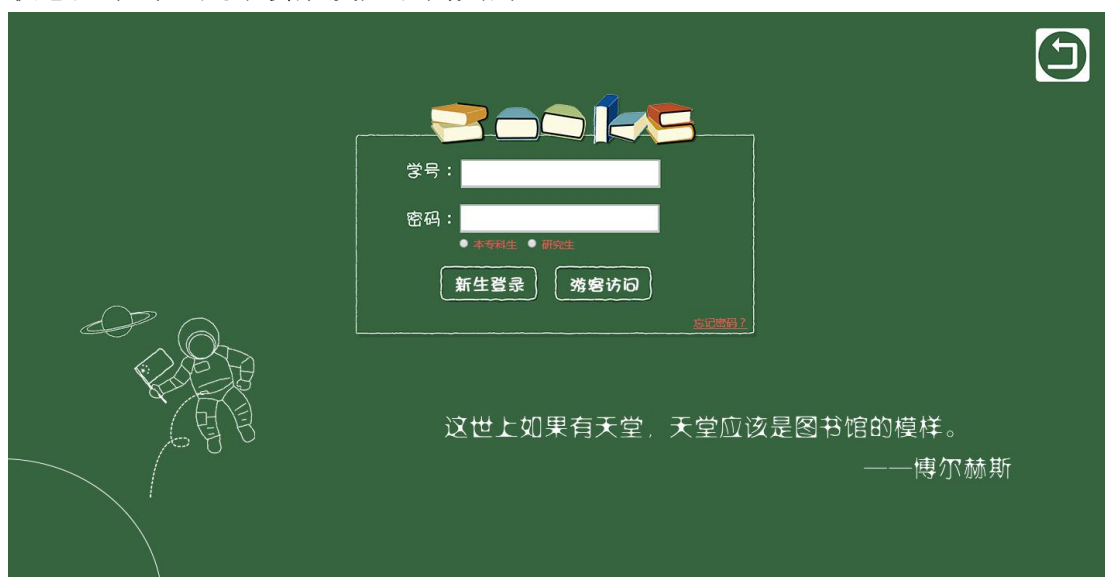 学号：
密码：
本专科生 研究生
新生登录 游客访问
忘记密码？
这世上如果有天堂，天堂应该是图书馆的模样。
——博尔赫斯